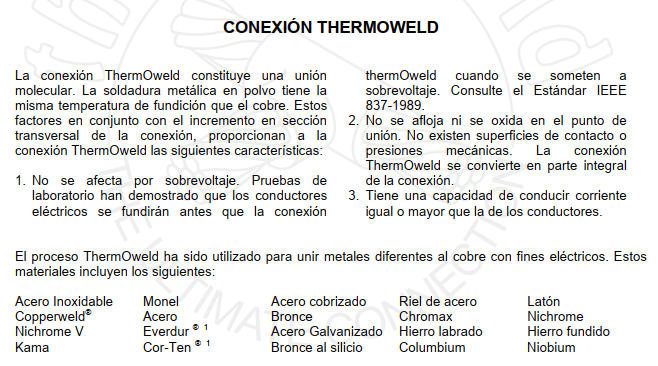 CONEXIÓN THERMOWELD
La conexión ThermOweld constituye una unión
molecular. La soldadura metálica en polvo tiene la
misma temperatura de fundición que el cobre. Estos
factores en conjunto con el incremento en sección
transversal de la conexión, proporcionan a la
conexión ThermOweld las siguientes características:
1. No se afecta por sobrevoltaje. Pruebas de
laboratorio han demostrado que los conductores
eléctricos se fundirán antes que la conexión
thermOweld cuando se someten a
sobrevoltaje. Consulte el Estándar IEEE
837-1989.
2. No se afloja ni se oxida en el punto de
unión. No existen superficies de contacto o
presiones mecánicas. La conexión
ThermOweld se convierte en parte integral
de la conexión.
3. Tiene una capacidad de conducir corriente
igual o mayor que la de los conductores.
El proceso ThermOweld ha sido utilizado para unir metales diferentes al cobre con fines eléctricos. Estos
materiales incluyen los siguientes:
Acero Inoxidable Monel Acero cobrizado Riel de acero Latón
Copperweld® Acero Bronce Chromax Nichrome
Nichrome V Everdur ® 1 Acero Galvanizado Hierro labrado Hierro fundido
Kama Cor-Ten ® 1 Bronce al silicio Columbium Niobium
THE ULTIMATE CONNECTION